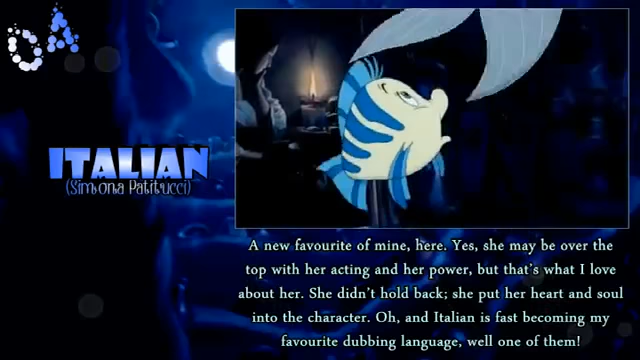 DA
ITALIAN
(Simona Patitucci)
A new favourite of mine, here. Yes, she may be over the
top with her acting and her power, but that's what I love
about her. She didn't hold back; she put her heart and soul
into the character. Oh, and Italian is fast becoming my
favourite dubbing language, well one of them!